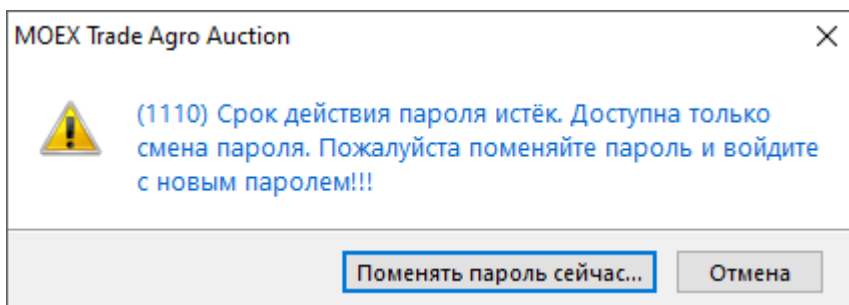 MOEX Trade Agro Auction
(1110) Срок действия пароля истёк. Доступна только
смена пароля. Пожалуйста поменяйте пароль и войдите
с новым паролем!!!
Поменять пароль сейчас... Отмена